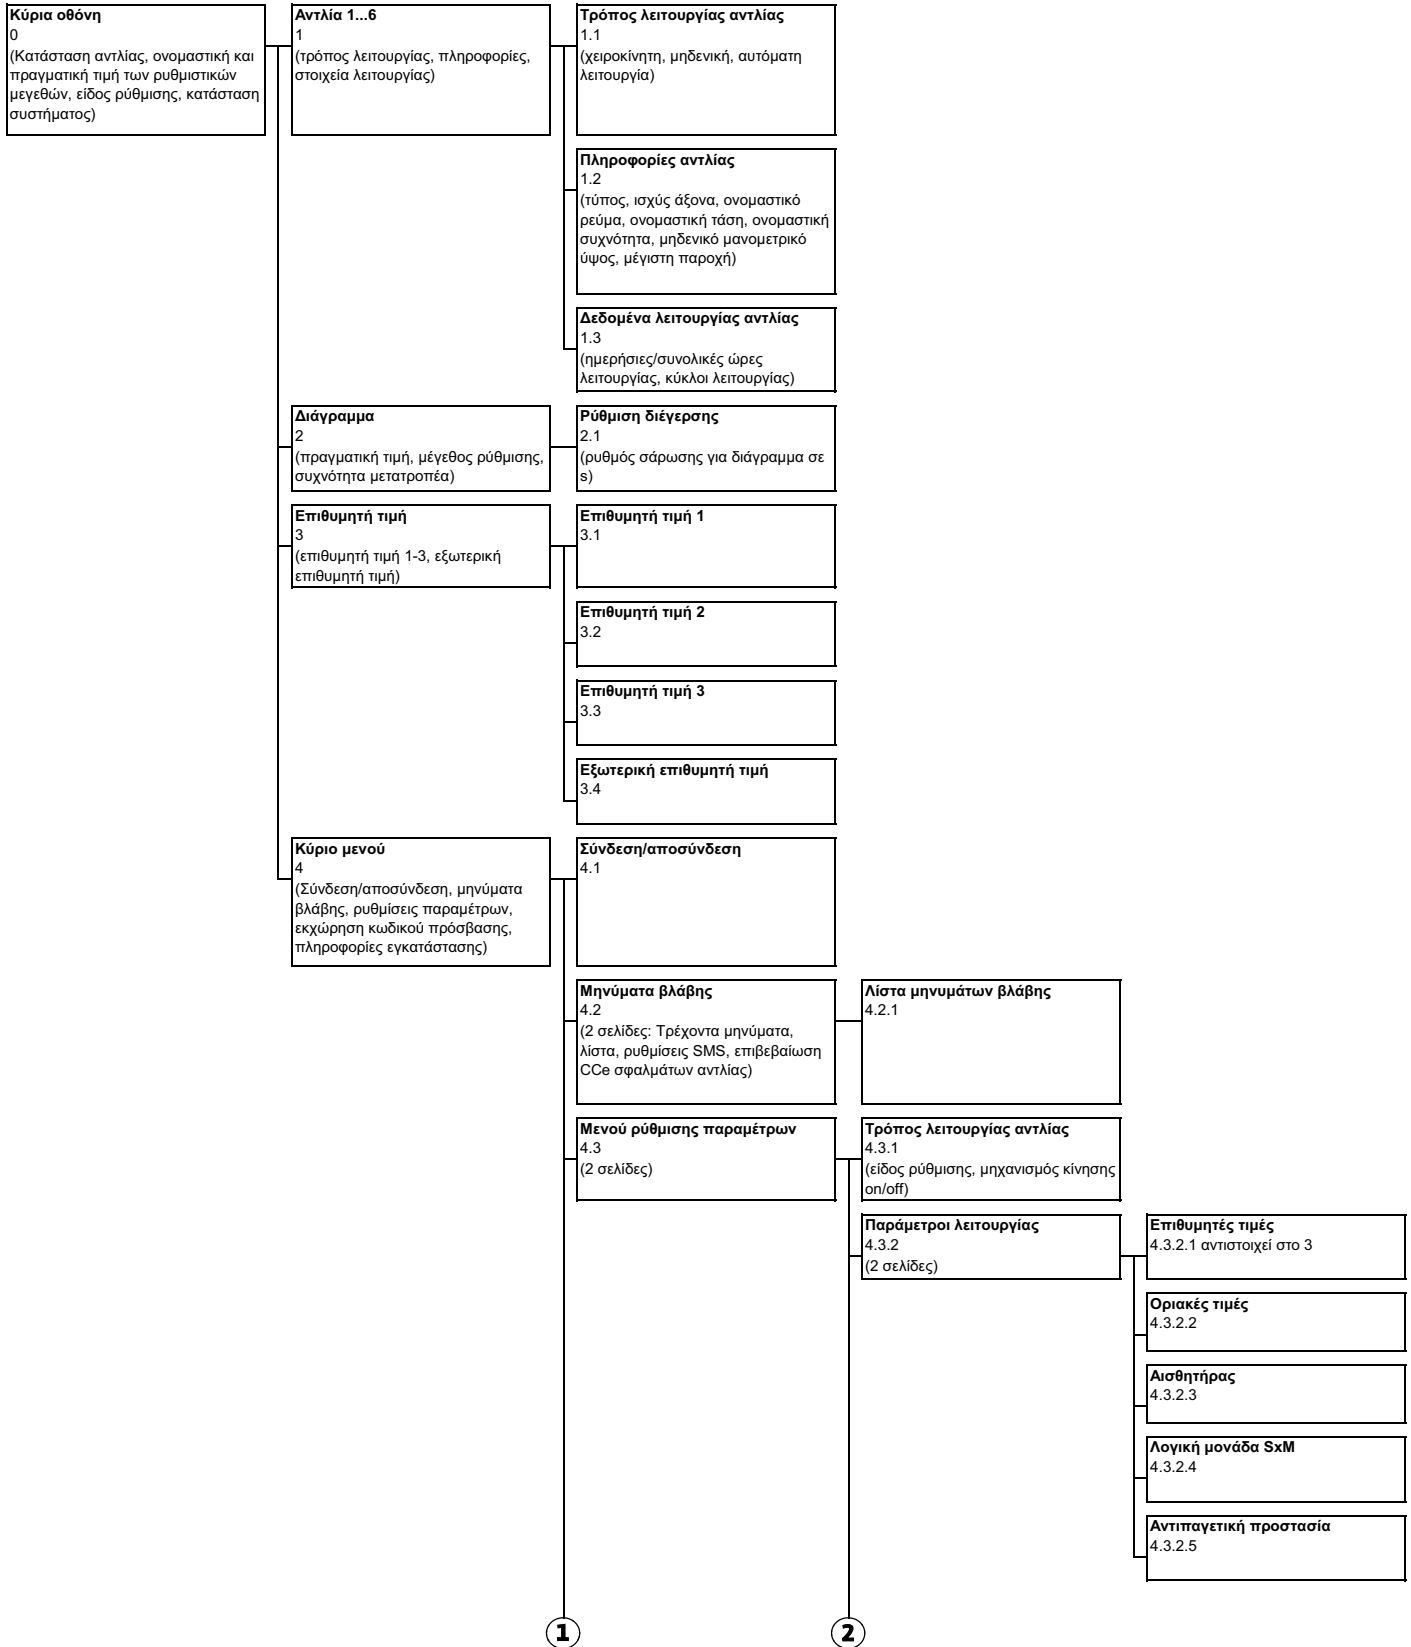 Κύρια οθόνη
0
(Κατάσταση αντλίας, ονομαστική και
πραγματική τιμή των ρυθμιστικών
μεγεθών, είδος ρύθμισης, κατάσταση
συστήματος)
Αντλία 1...6
1
(τρόπος λειτουργίας, πληροφορίες,
στοιχεία λειτουργίας)
Τρόπος λειτουργίας αντλίας
1.1
(χειροκίνητη, μηδενική, αυτόματη
λειτουργία)
Πληροφορίες αντλίας
1.2
(τύπος, ισχύς άξονα, ονομαστικό
ρεύμα, ονομαστική τάση, ονομαστική
συχνότητα, μηδενικό μανομετρικό
ύψος, μέγιστη παροχή)
Δεδομένα λειτουργίας αντλίας
1.3
(ημερήσιες/συνολικές ώρες
λειτουργίας, κύκλοι λειτουργίας)
Διάγραμμα
2
(πραγματική τιμή, μέγεθος ρύθμισης,
συχνότητα μετατροπέα)
Ρύθμιση διέγερσης
2.1
(ρυθμός σάρωσης για διάγραμμα σε
s)
Επιθυμητή τιμή
3
(επιθυμητή τιμή 1-3, εξωτερική
επιθυμητή τιμή)
Επιθυμητή τιμή 1
3.1
Επιθυμητή τιμή 2
3.2
Επιθυμητή τιμή 3
3.3
Εξωτερική επιθυμητή τιμή
3.4
Κύριο μενού
4
(Σύνδεση/αποσύνδεση, μηνύματα
βλάβης, ρυθμίσεις παραμέτρων,
εκχώρηση κωδικού πρόσβασης,
πληροφορίες εγκατάστασης)
Σύνδεση/αποσύνδεση
4.1
Μηνύματα βλάβης
4.2
(2 σελίδες: Τρέχοντα μηνύματα,
λίστα, ρυθμίσεις SMS, επιβεβαίωση
CCe σφαλμάτων αντλίας)
Λίστα μηνυμάτων βλάβης
4.2.1
Μενού ρύθμισης παραμέτρων
4.3
(2 σελίδες)
Τρόπος λειτουργίας αντλίας
4.3.1
(είδος ρύθμισης, μηχανισμός κίνησης
on/off)
Παράμετροι λειτουργίας
4.3.2
(2 σελίδες)
Επιθυμητές τιμές
4.3.2.1 αντιστοιχεί στο 3
Οριακές τιμές
4.3.2.2
Αισθητήρας
4.3.2.3
Λογική μονάδα SxM
4.3.2.4
Αντιπαγετική προστασία
4.3.2.5
1
2